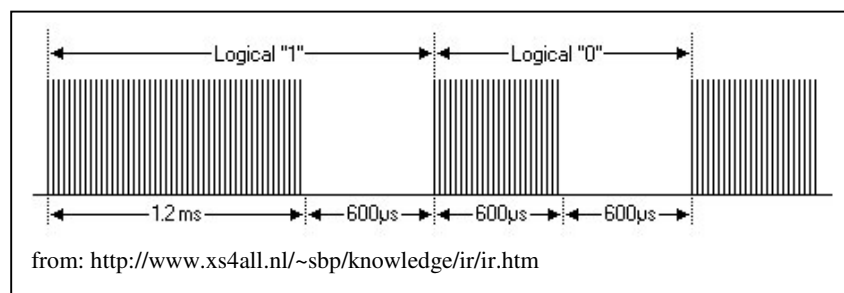 Logical "1" Logical "0"
1.2 ms 600µs 600µs 600µs
from: http://www.xs4all.nl/~sbp/knowledge/ir/ir.htm